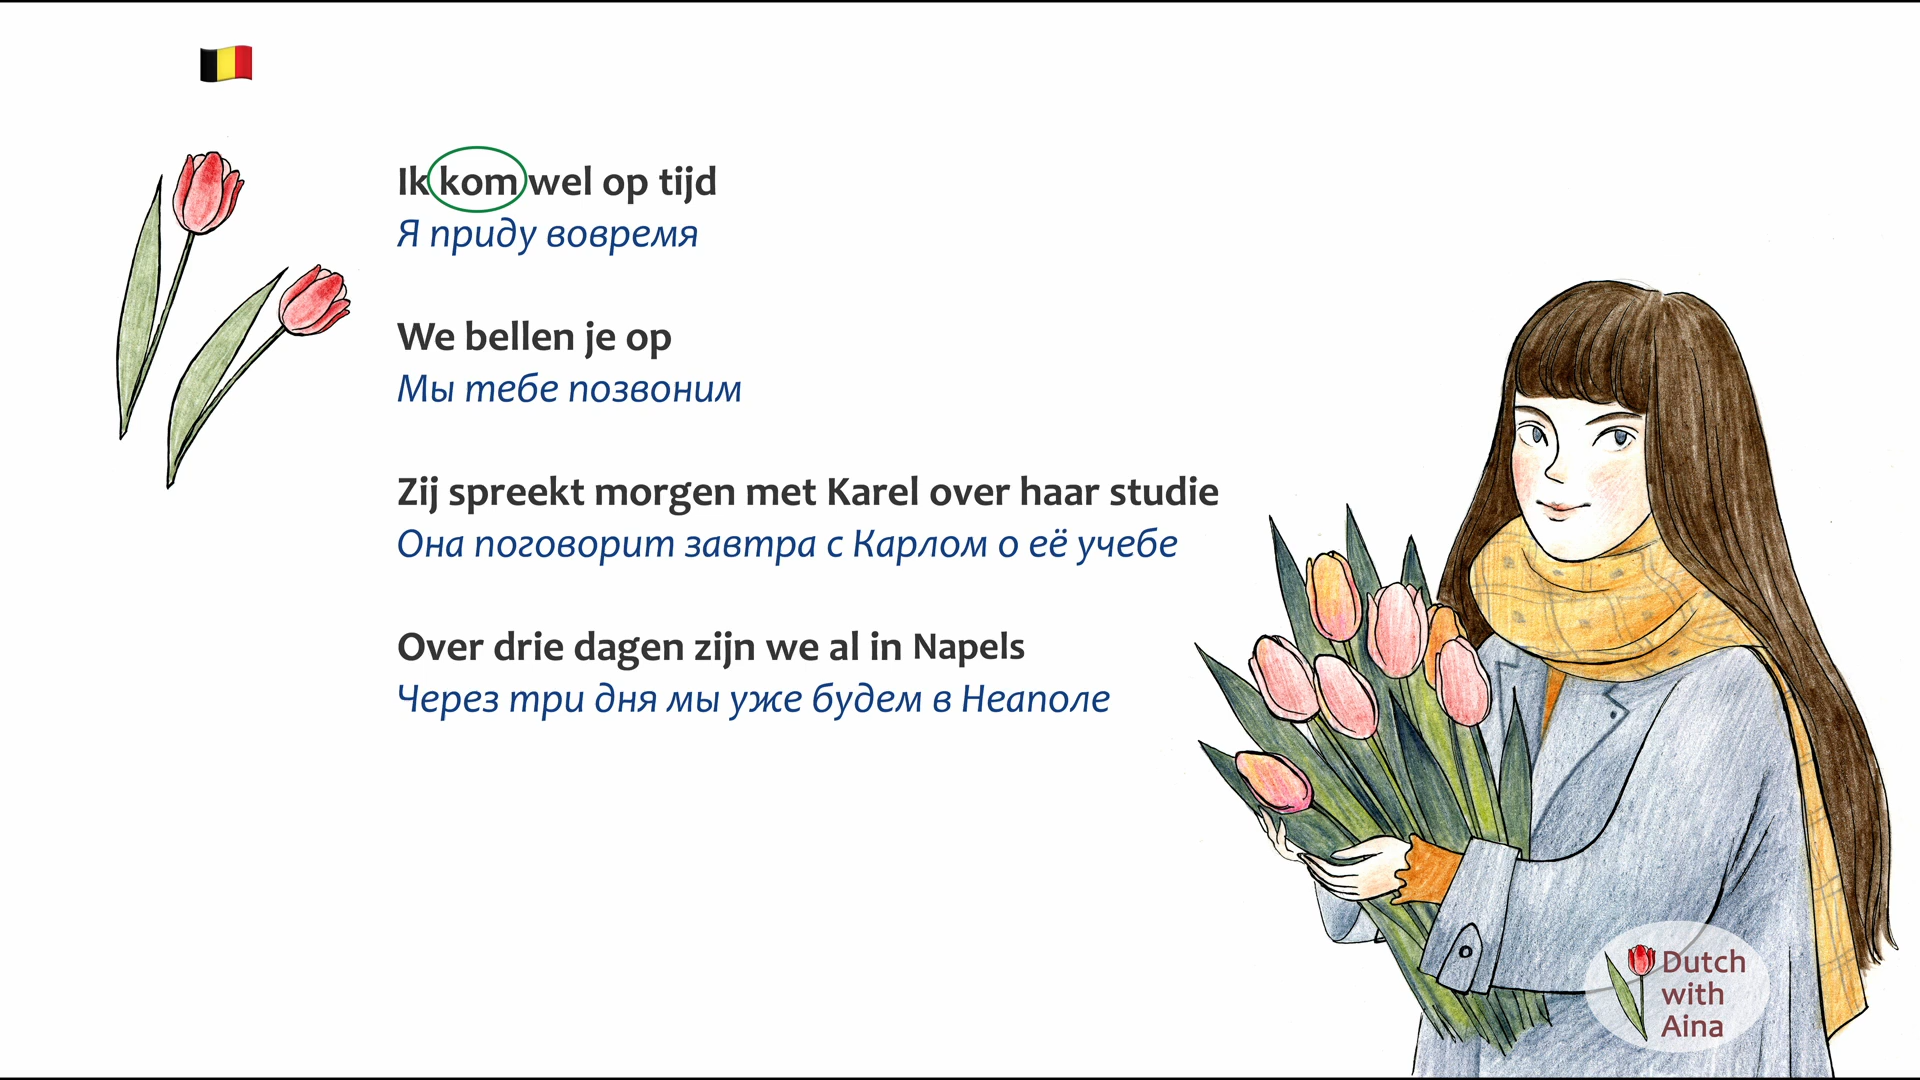 Ik kom wel op tijd
Я приду вовремя
We bellen je op
Мы тебе позвоним
Zij spreekt morgen met Karel over haar studie
Она поговорит завтра с Карлом о её учебе
Over drie dagen zijn we al in Napels
Через три дня мы уже будем в Неаполе
Dutch
with
Aina